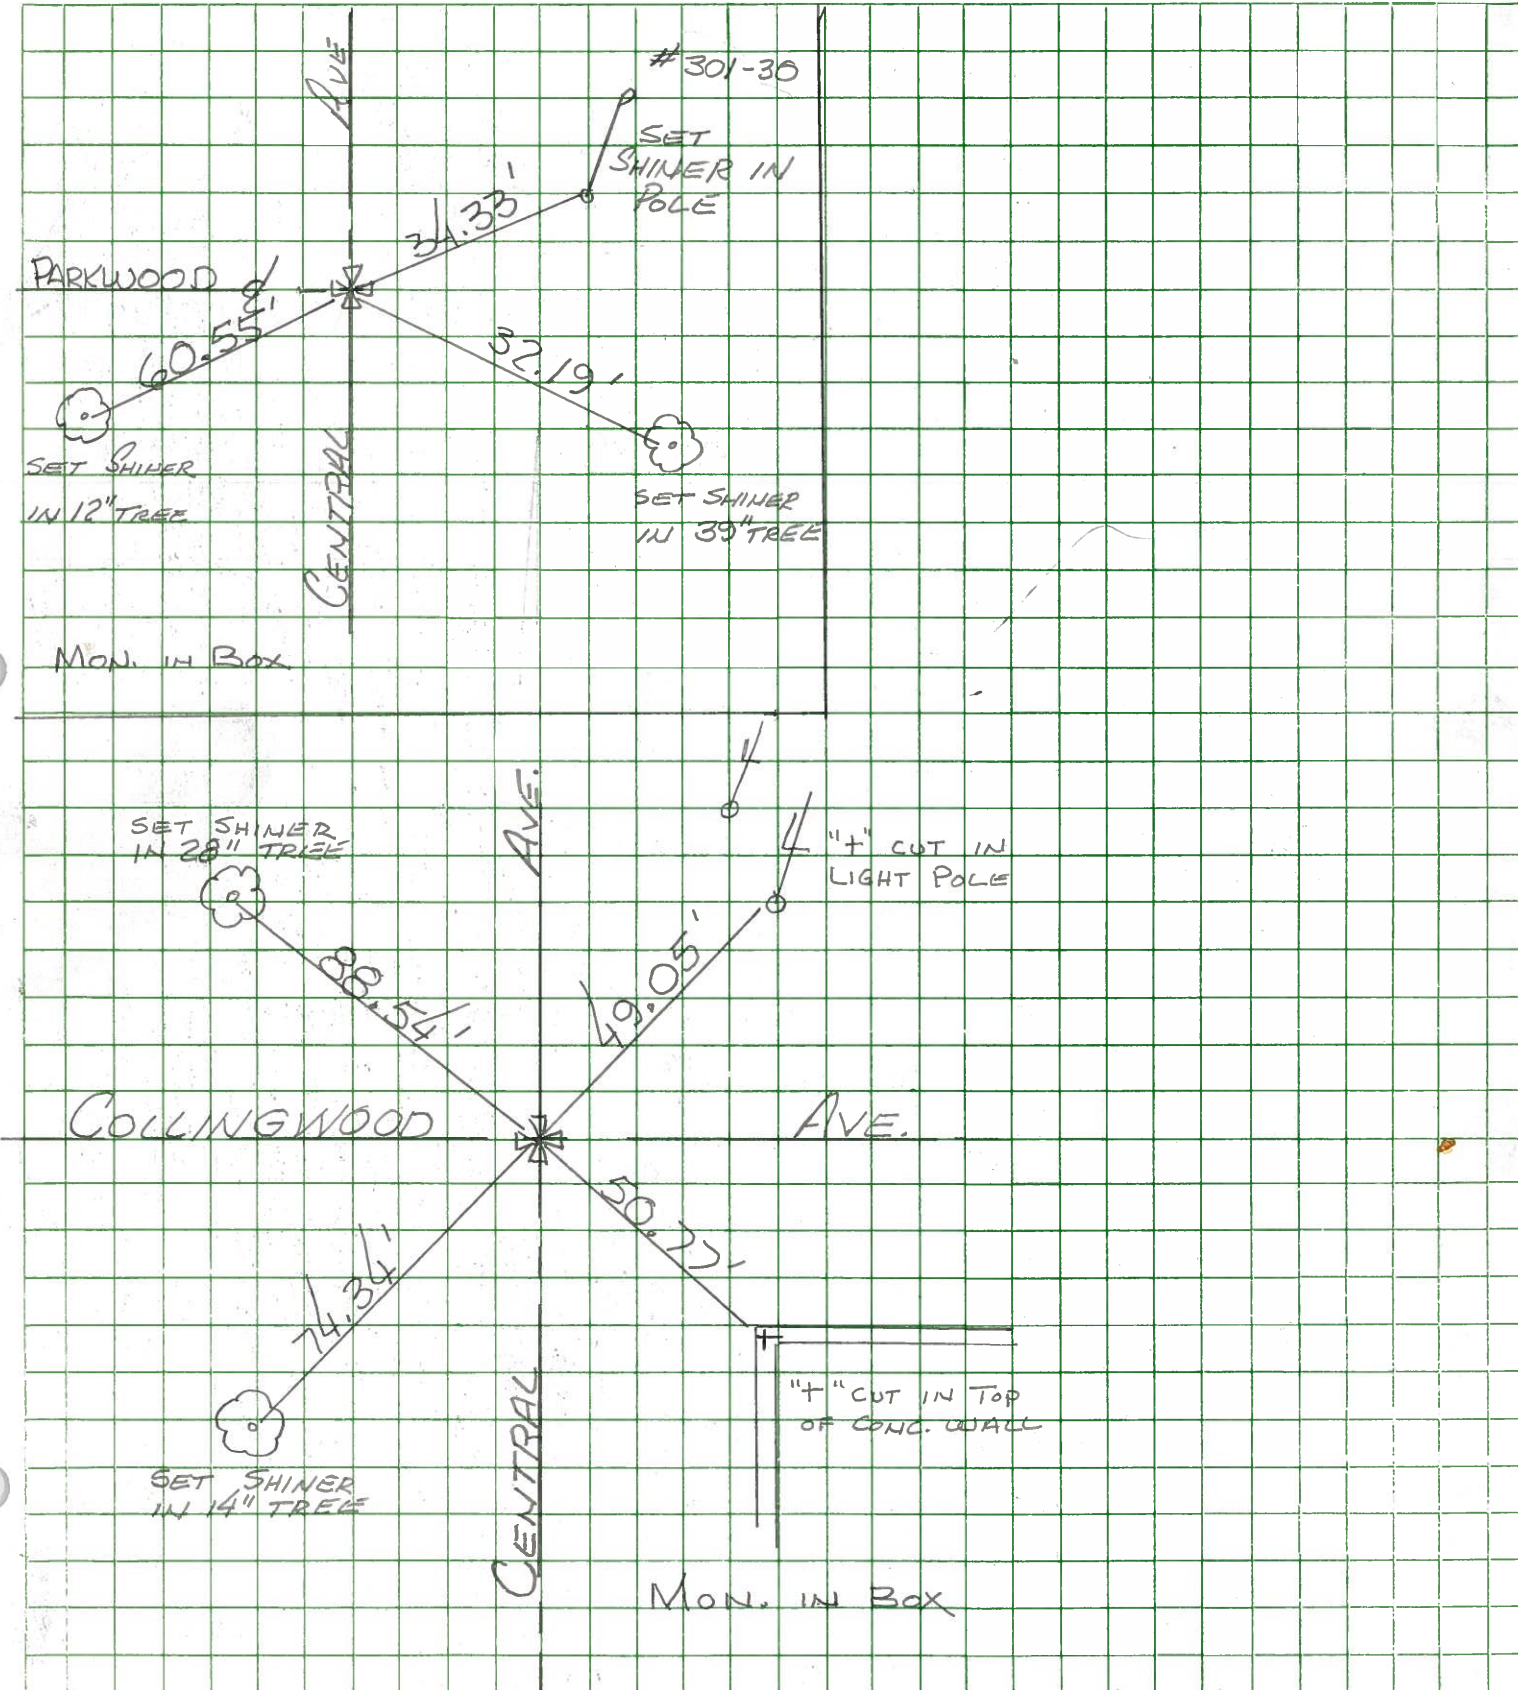 AVE
# 301-30
SET
SHINER IN
POLE
34.33'
PARKWOOD
60.55'
32.19'
SET SHINER
IN 12" TREE
CENTRAL
SET SHINER
IN 39" TREE
MON. IN BOX
AVE.
SET SHINER
IN 28" TREE
"+" CUT IN
LIGHT POLE
88.54'
49.05'
COLLINGWOOD AVE.
50.77'
74.34'
"+" CUT IN TOP
OF CONC. WALL
CENTRAL
SET SHINER
IN 14" TREE
MON. IN BOX